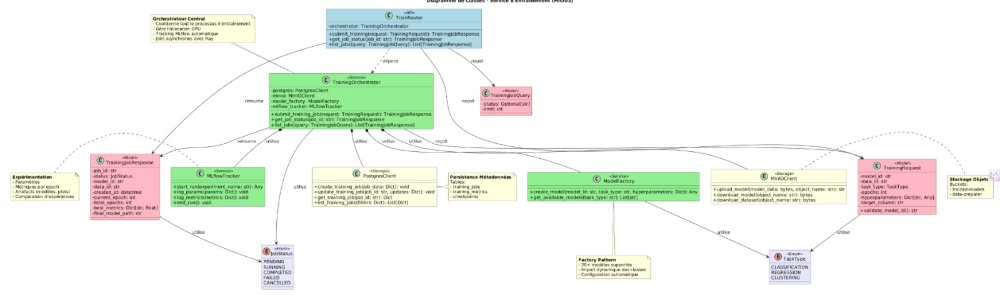 Diagramme de Classes - Service d'Entraînement (Micro3)
Orchestrateur Central
- Coordonne tout le processus d'entraînement
- Gère l'allocation GPU
- Tracking MLflow automatique
- Jobs asynchrones avec Ray
C
«API»
TrainRouter
-orchestrator: TrainingOrchestrator
+submit_training(request: TrainingRequest): TrainingJobResponse
+get_job_status(job_id: str): TrainingJobResponse
+list_jobs(query: TrainingJobQuery): List[TrainingJobResponse]
dépend
reçoit
retourne
reçoit
C
«Service»
TrainingOrchestrator
-postgres: PostgresClient
-minio: MinIOClient
-model_factory: ModelFactory
-mlflow_tracker: MLflowTracker
+submit_training_job(request: TrainingRequest): TrainingJobResponse
+get_job_status(job_id: str): TrainingJobResponse
+list_jobs(query: TrainingJobQuery): List[TrainingJobResponse]
C
«Model»
TrainingJobQuery
-status: Optional[str]
-limit: int
retourne
utilise
utilise
utilise
utilise
reçoit
Expérimentation
- Paramètres
- Métriques par epoch
- Artefacts (modèles, plots)
- Comparaison d'expériences
C
«Model»
TrainingJobResponse
-job_id: str
-status: JobStatus
-model_id: str
-data_id: str
-created_at: datetime
-current_epoch: int
-total_epochs: int
-best_metrics: Dict[str, float]
-final_model_path: str
C
«Service»
MLflowTracker
+start_run(experiment_name: str): Any
+log_params(params: Dict): void
+log_metrics(metrics: Dict): void
+end_run(): void
utilise
C
«Storage»
PostgresClient
+create_training_job(job_data: Dict): void
+update_training_job(job_id: str, updates: Dict): void
+get_training_job(job_id: str): Dict
+list_training_jobs(filters: Dict): List[Dict]
Persistance Métadonnées
Tables:
- training_jobs
- training_metrics
- checkpoints
C
«Service»
ModelFactory
+create_model(model_id: str, task_type: str, hyperparameters: Dict): Any
+get_available_models(task_type: str): List[str]
C
«Storage»
MinIOClient
+upload_model(model_data: bytes, object_name: str): str
+download_model(object_name: str): bytes
+download_dataset(object_name: str): bytes
C
«Model»
TrainingRequest
-model_id: str
-data_id: str
-task_type: TaskType
-epochs: int
-hyperparameters: Dict[str, Any]
-target_column: str
+validate_model_id(): str
Stockage Objets
Buckets:
- trained-models
- data-preparer
utilise
utilise
utilise
E
«Enum»
JobStatus
PENDING
RUNNING
COMPLETED
FAILED
CANCELLED
Factory Pattern
- 20+ modèles supportés
- Import dynamique des classes
- Configuration automatique
E
«Enum»
TaskType
CLASSIFICATION
REGRESSION
CLUSTERING